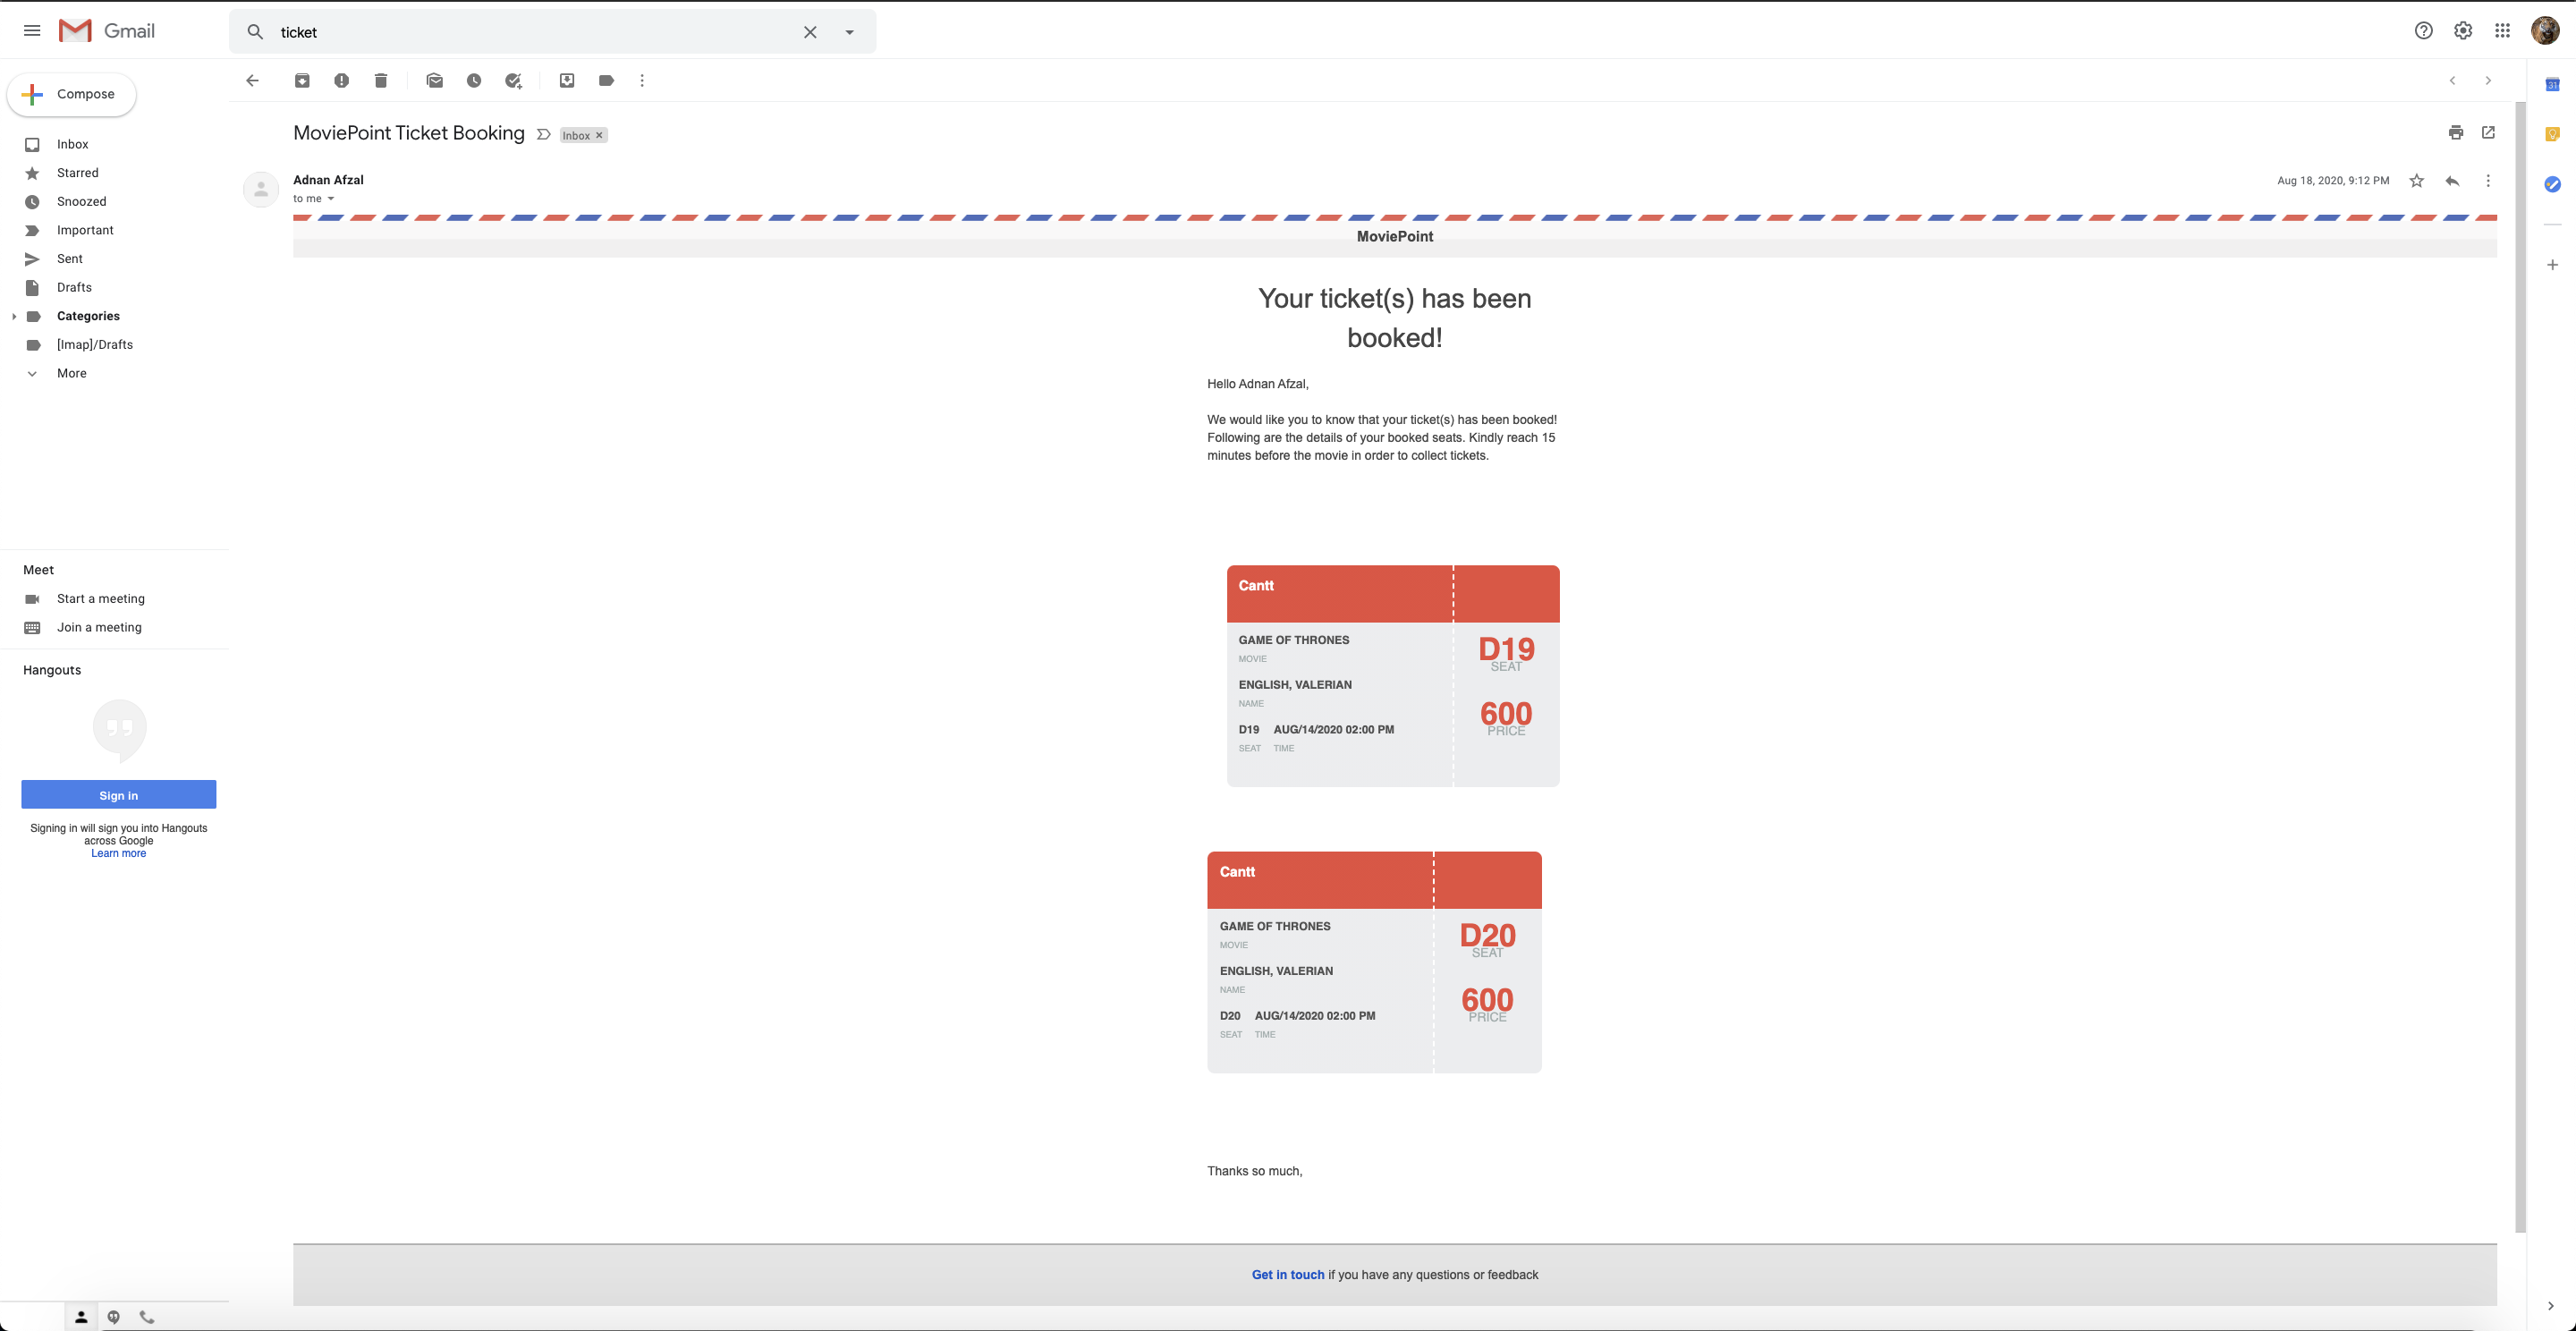 Gmail
ticket
Compose
Inbox
Starred
Snoozed
Important
Sent
Drafts
Categories
[Imap]/Drafts
More
Meet
Start a meeting
Join a meeting
Hangouts
Sign in
Signing in will sign you into Hangouts
across Google
Learn more
MoviePoint Ticket Booking
Inbox ×
Adnan Afzal
to me
Aug 18, 2020, 9:12 PM
MoviePoint
Your ticket(s) has been
booked!
Hello Adnan Afzal,
We would like you to know that your ticket(s) has been booked!
Following are the details of your booked seats. Kindly reach 15
minutes before the movie in order to collect tickets.
Cantt
GAME OF THRONES
MOVIE
ENGLISH, VALERIAN
NAME
D19 AUG/14/2020 02:00 PM
SEAT TIME
D19
SEAT
600
PRICE
Cantt
GAME OF THRONES
MOVIE
ENGLISH, VALERIAN
NAME
D20 AUG/14/2020 02:00 PM
SEAT TIME
D20
SEAT
600
PRICE
Thanks so much,
Get in touch if you have any questions or feedback
31